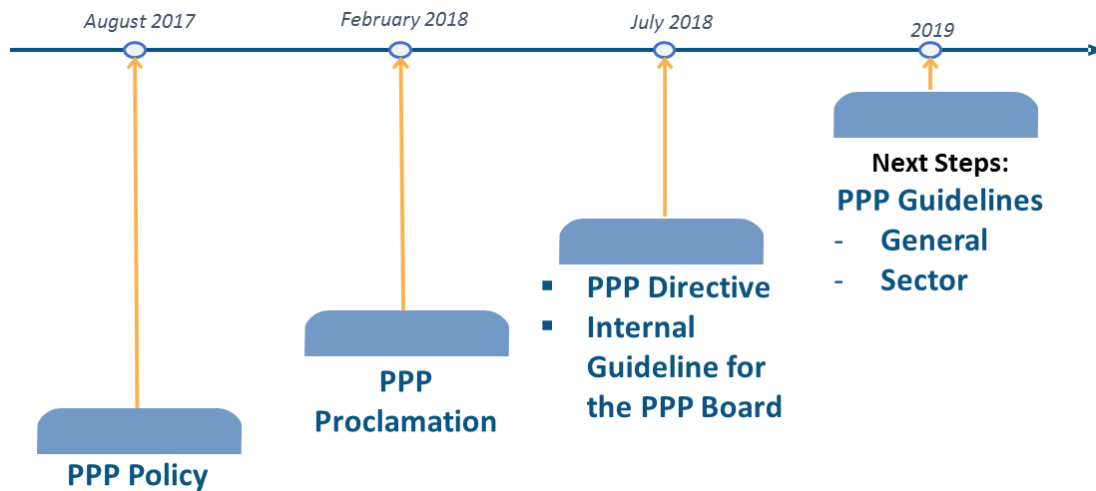 August 2017
February 2018
July 2018
2019
Next Steps:
PPP Guidelines
- General
- Sector
▪ PPP Directive
▪ Internal
Guideline for
the PPP Board
PPP
Proclamation
PPP Policy